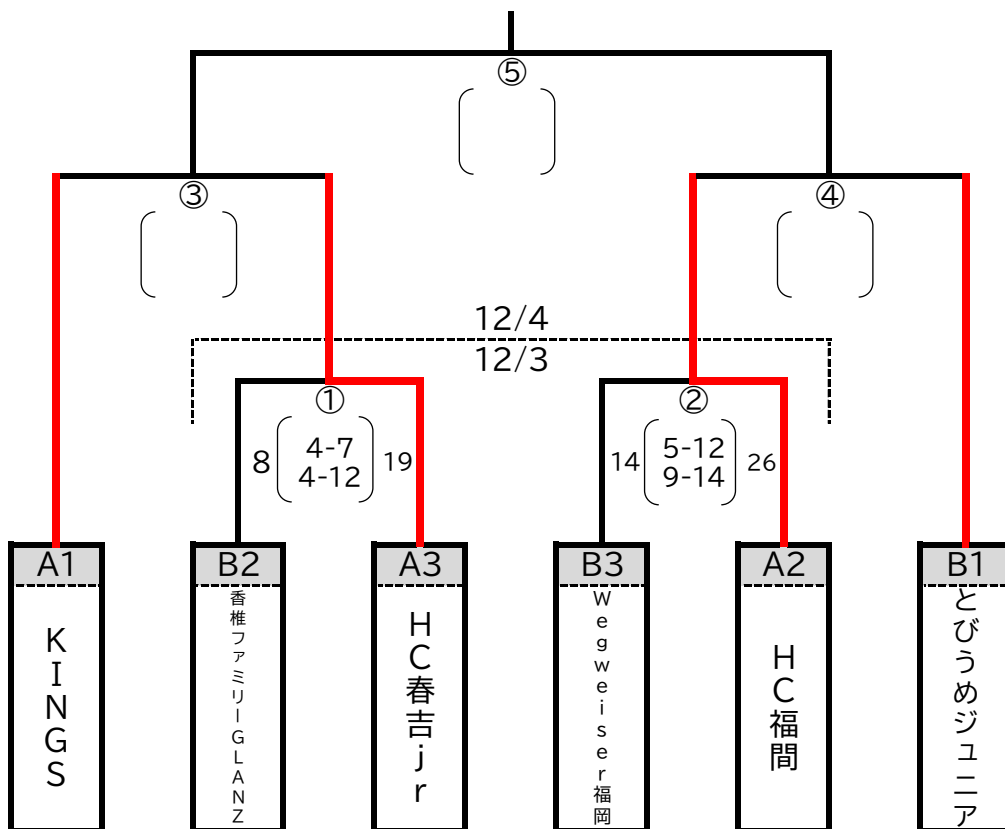 ⑤
③
④
12/4
12/3
①
②
8
4-7
4-12
19
14
5-12
9-14
26
A1
B2
A3
B3
A2
B1
KINGS
香椎ファミリーGLANZ
HC春吉jr
Wegweiser福岡
HC福間
とびうめジュニア